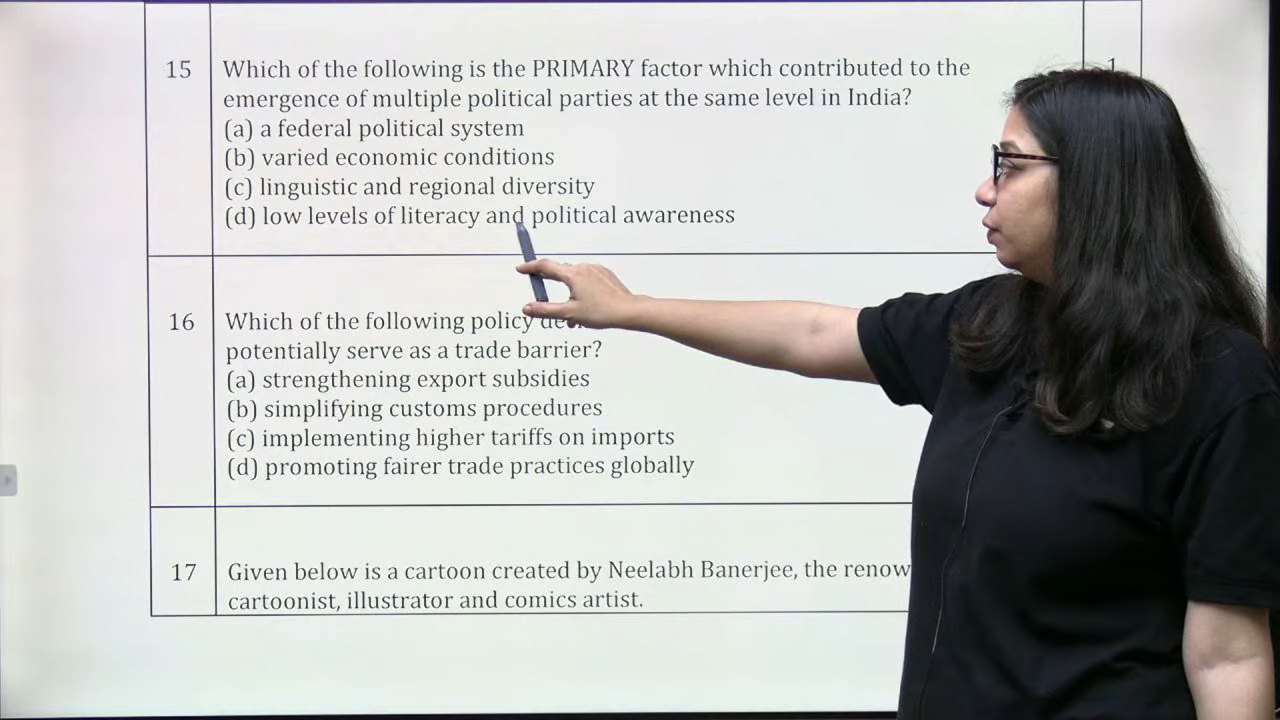 15
1
Which of the following is the PRIMARY factor which contributed to the
emergence of multiple political parties at the same level in India?
(a) a federal political system
(b) varied economic conditions
(c) linguistic and regional diversity
(d) low levels of literacy and political awareness
16
Which of the following policy
potentially serve as a trade barrier?
(a) strengthening export subsidies
(b) simplifying customs procedures
(c) implementing higher tariffs on imports
(d) promoting fairer trade practices globally
17
Given below is a cartoon created by Neelabh Banerjee, the
cartoonist, illustrator and comics artist.